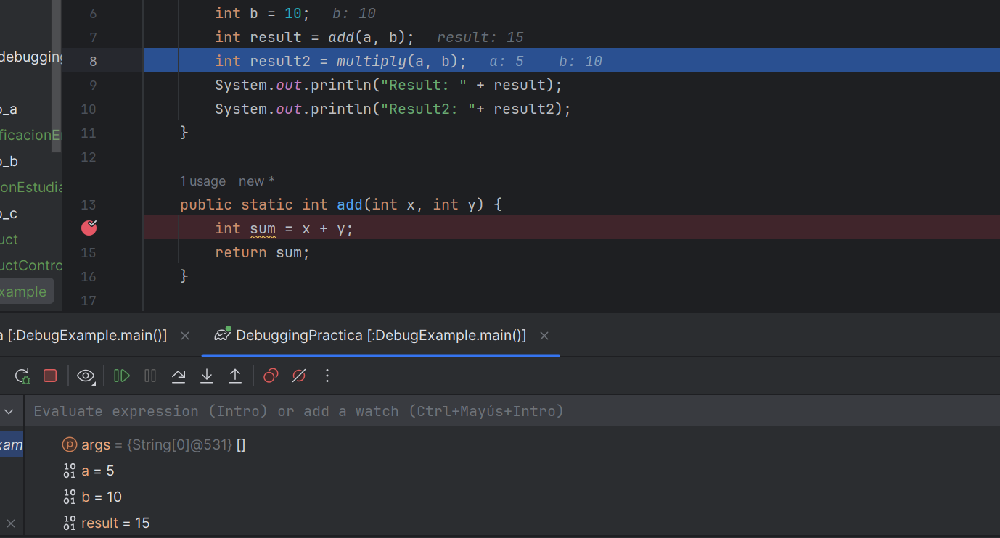 6 int b = 10; b: 10
7 int result = add(a, b); result: 15
debugging
8 int result2 = multiply(a, b); a: 5 b: 10
9 System.out.println("Result: " + result);
o_a
10 System.out.println("Result2: "+ result2);
ficacionE
11 }
o_b
12
onEstudia
1 usage new *
13 public static int add(int x, int y) {
o_c
int sum = x + y;
uct
15 return sum;
uctContro
16 }
xample
17
a [:DebugExample.main()]
DebuggingPractica [:DebugExample.main()]
Evaluate expression (Intro) or add a watch (Ctrl+Mayús+Intro)
xam
args = {String[0]@531} []
a = 5
b = 10
result = 15